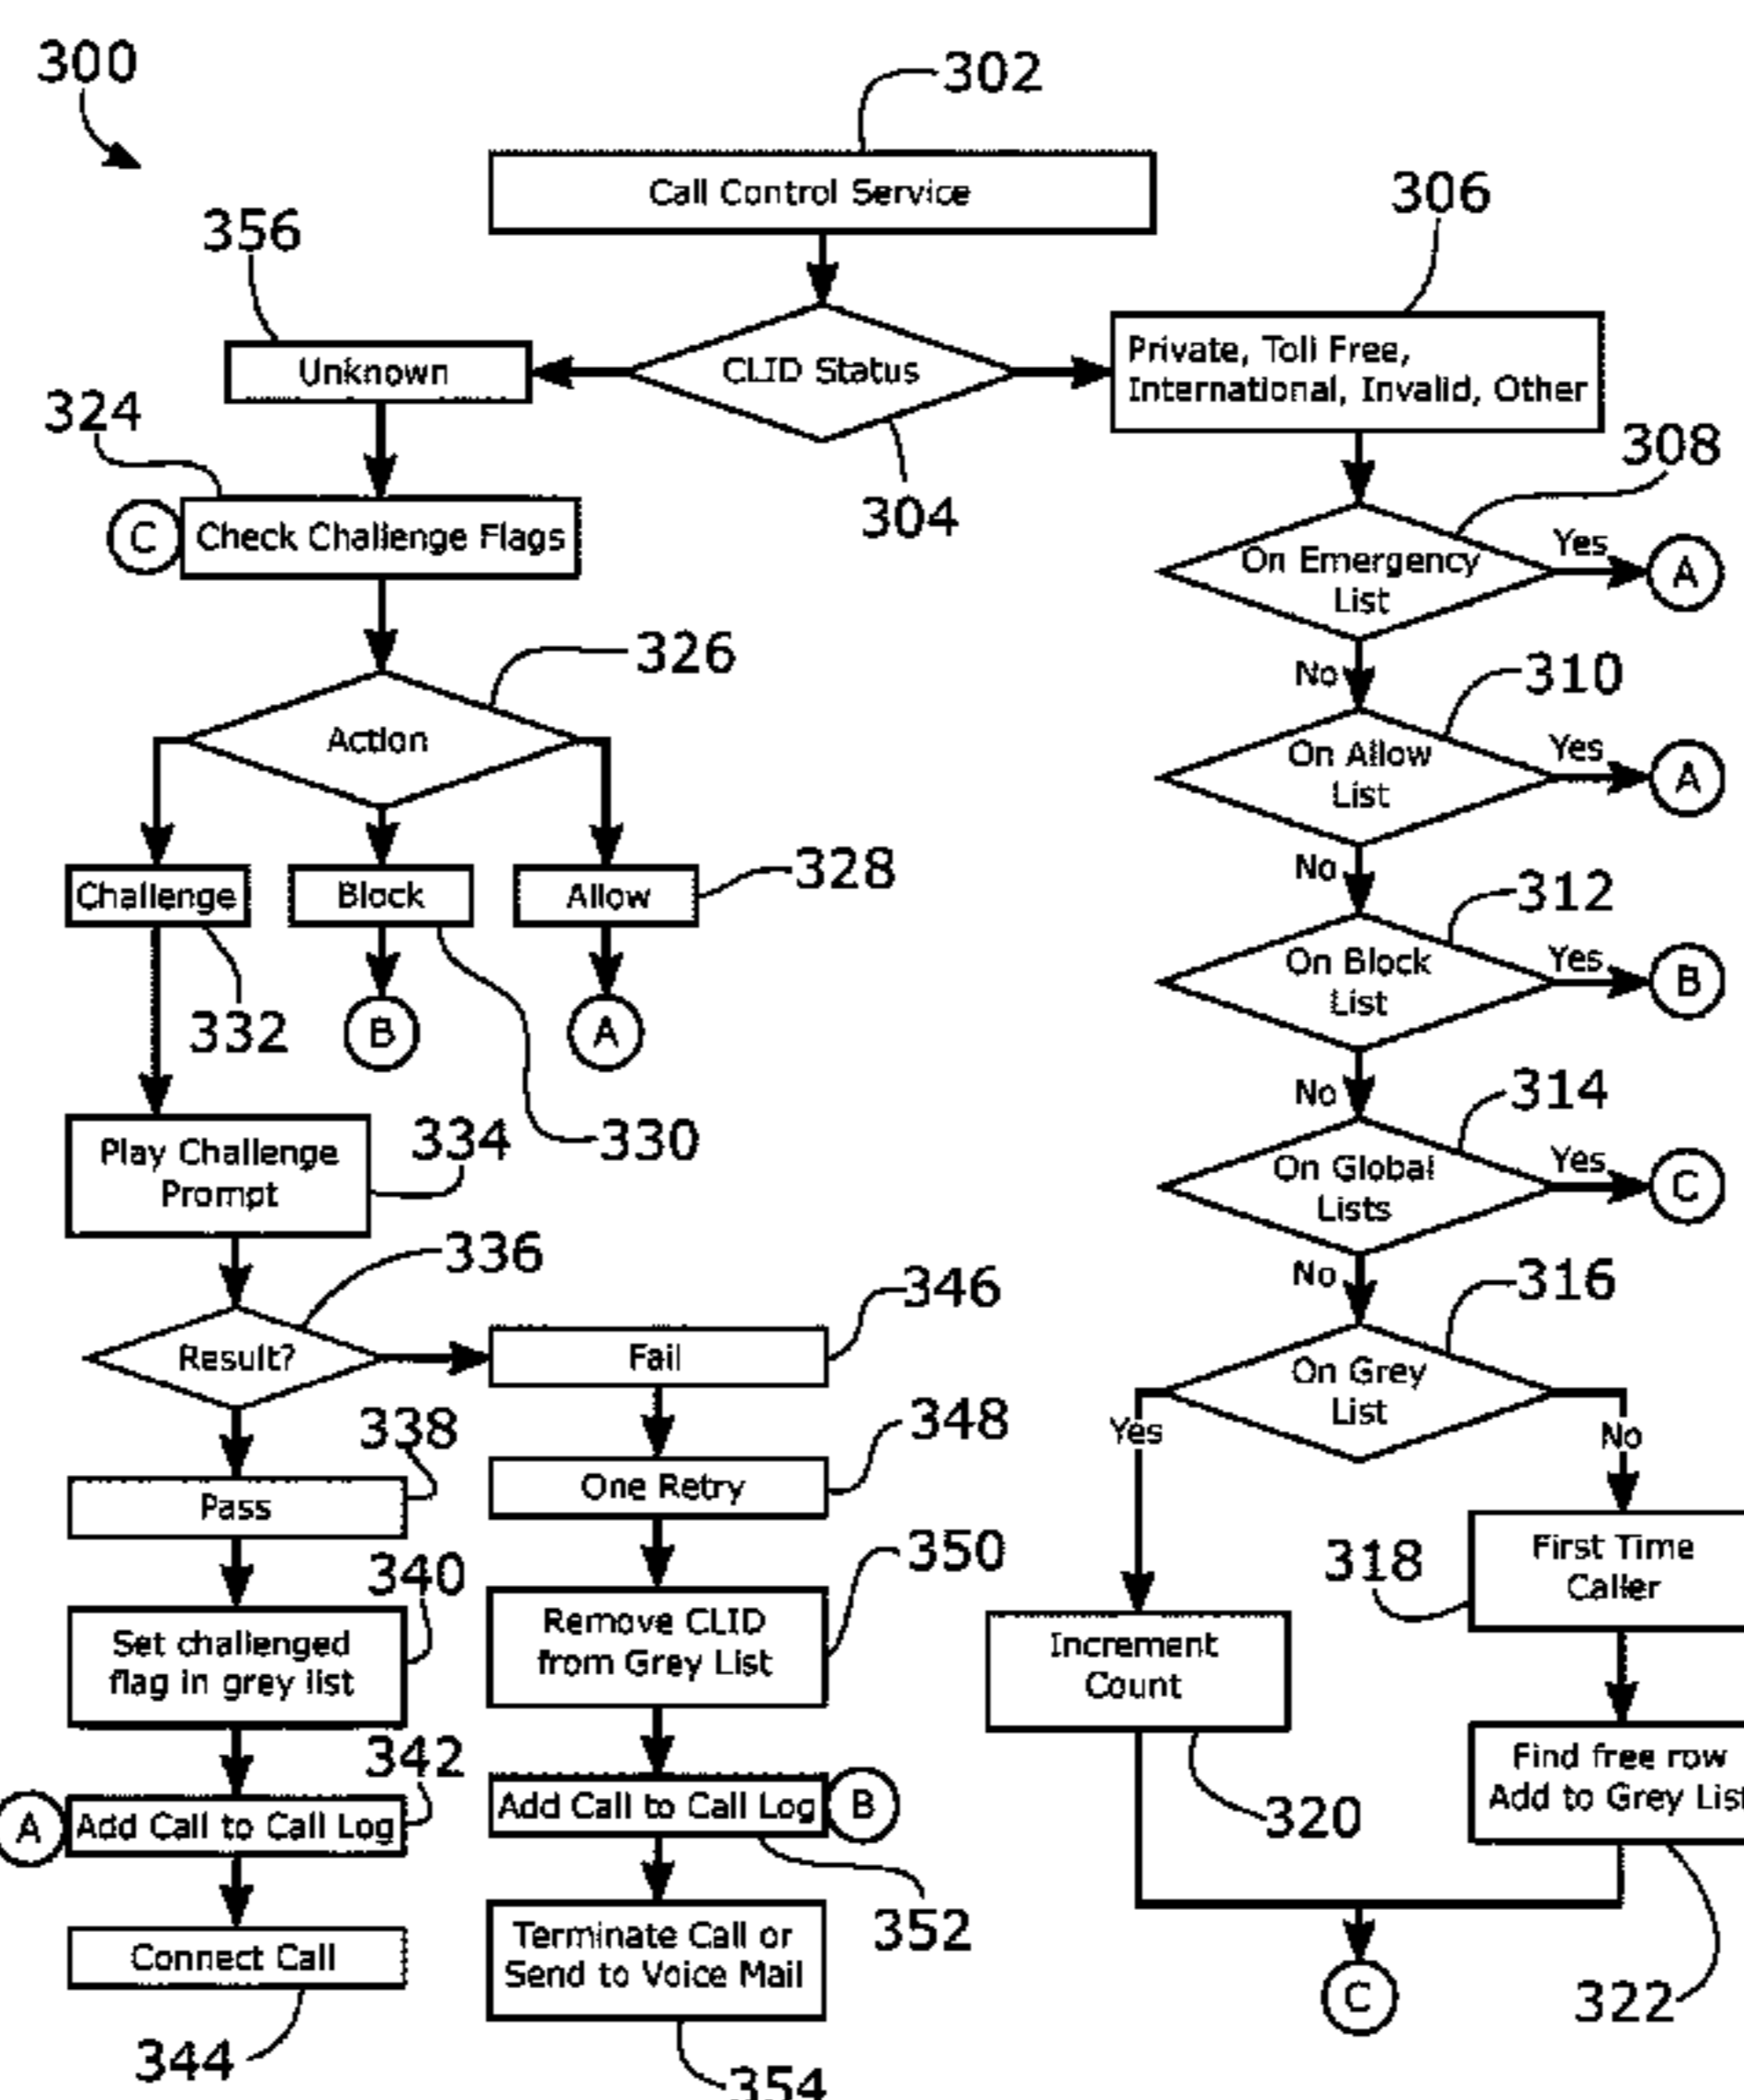 300
302
Call Control Service
306
356
Unknown
CLID Status
Private, Toll Free,
International, Invalid, Other
324
304
308
C
Check Challenge Flags
On Emergency
List
Yes
A
No
326
Action
310
On Allow
List
Yes
A
No
Challenge
Block
Allow
328
332
B
A
330
312
On Block
List
Yes
B
No
314
On Global
Lists
Yes
C
No
Play Challenge
Prompt
334
336
Result?
346
Fail
316
On Grey
List
Yes
No
338
Pass
348
One Retry
318
First Time
Caller
340
Set challenged
flag in grey list
350
Remove CLID
from Grey List
Increment
Count
320
Find free row
Add to Grey List
322
342
A
Add Call to Call Log
Add Call to Call Log
B
352
Connect Call
344
Terminate Call or
Send to Voice Mail
354
C